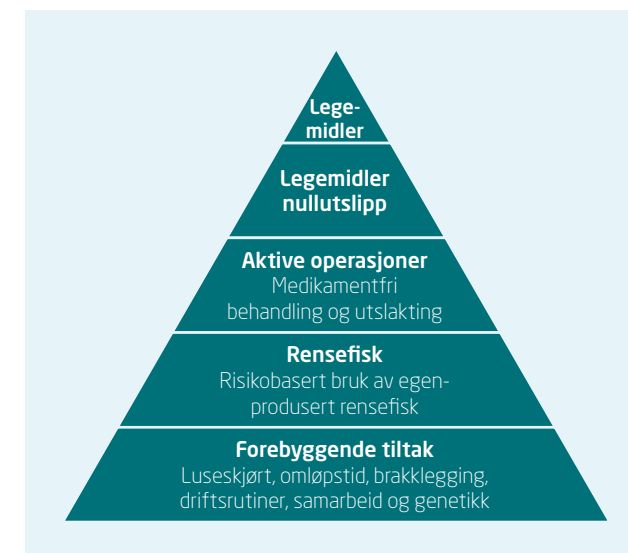 Lege-
midler
Legemidler
nullutslipp
Aktive operasjoner
Medikamentfri
behandling og utslakting
Rensefisk
Risikobasert bruk av egen-
produsert rensefisk
Forebyggende tiltak
Luseskjørt, omløpstid, brakklegging,
driftsrutiner, samarbeid og genetikk